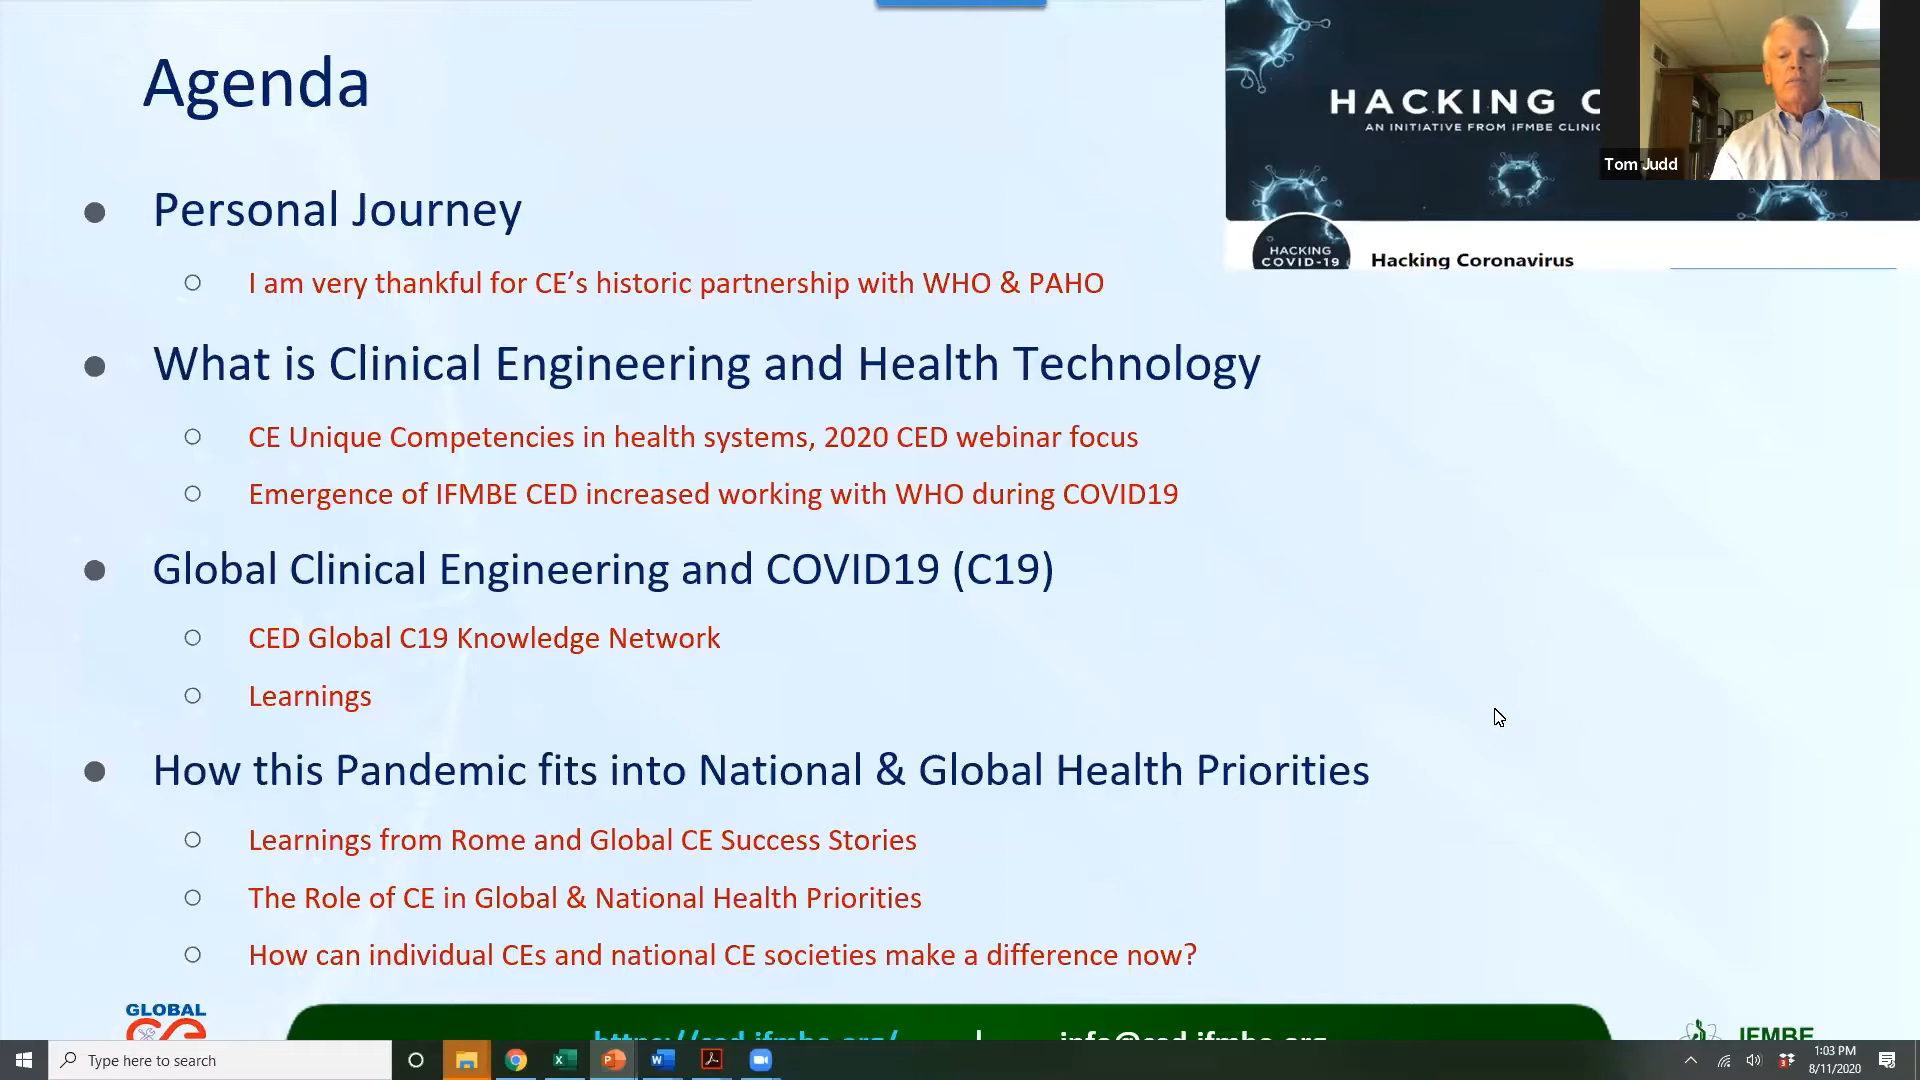 Agenda
HACKING C
AN INITIATIVE FROM IFMBE CLINIC
Tom Judd
HACKING
COVID-19
Hacking Coronavirus
Personal Journey
I am very thankful for CE’s historic partnership with WHO & PAHO
What is Clinical Engineering and Health Technology
CE Unique Competencies in health systems, 2020 CED webinar focus
Emergence of IFMBE CED increased working with WHO during COVID19
Global Clinical Engineering and COVID19 (C19)
CED Global C19 Knowledge Network
Learnings
How this Pandemic fits into National & Global Health Priorities
Learnings from Rome and Global CE Success Stories
The Role of CE in Global & National Health Priorities
How can individual CEs and national CE societies make a difference now?
GLOBAL
CE
https://ced.ifmbe.org/ | info@ced.ifmbe.org
IFMBE
Type here to search
1:03 PM
8/11/2020